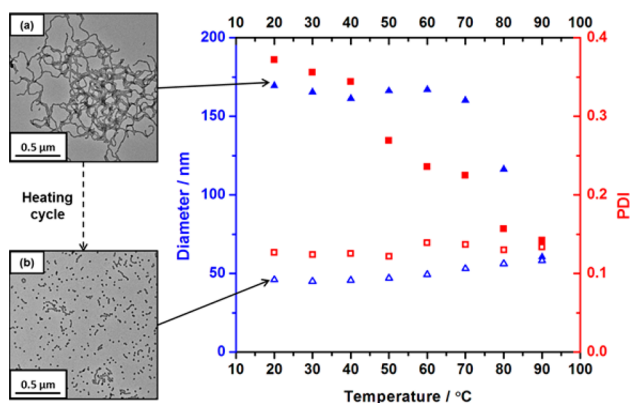 (a)
0.5 μm
Heating
cycle
(b)
0.5 μm
10 20 30 40 50 60 70 80 90 100
200
150
100
50
0
Diameter / nm
0.4
0.3
0.2
0.1
0.0
PDI
10 20 30 40 50 60 70 80 90 100
Temperature / °C